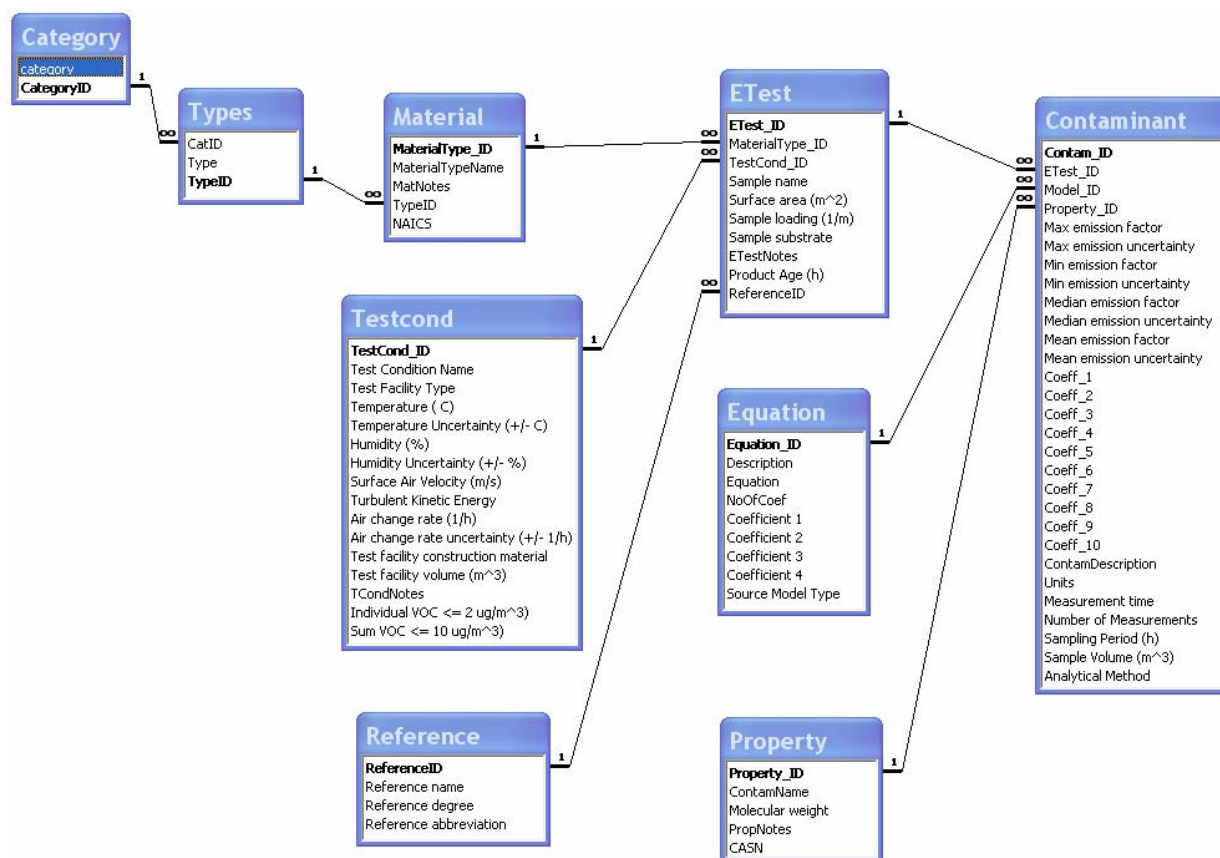 Category
category
CategoryID
1
∞
Types
CatID
Type
TypeID
1
∞
Material
MaterialType_ID
MaterialTypeName
MatNotes
TypeID
NAICS
1
∞
∞
∞
ETest
ETest_ID
MaterialType_ID
TestCond_ID
Sample name
Surface area (m^2)
Sample loading (1/m)
Sample substrate
ETestNotes
Product Age (h)
ReferenceID
1
∞
∞
∞
Contaminant
Contam_ID
ETest_ID
Model_ID
Property_ID
Max emission factor
Max emission uncertainty
Min emission factor
Min emission uncertainty
Median emission factor
Median emission uncertainty
Mean emission factor
Mean emission uncertainty
Coeff_1
Coeff_2
Coeff_3
Coeff_4
Coeff_5
Coeff_6
Coeff_7
Coeff_8
Coeff_9
Coeff_10
ContamDescription
Units
Measurement time
Number of Measurements
Sampling Period (h)
Sample Volume (m^3)
Analytical Method
Testcond
TestCond_ID
Test Condition Name
Test Facility Type
Temperature ( C)
Temperature Uncertainty (+/- C)
Humidity (%)
Humidity Uncertainty (+/- %)
Surface Air Velocity (m/s)
Turbulent Kinetic Energy
Air change rate (1/h)
Air change rate uncertainty (+/- 1/h)
Test facility construction material
Test facility volume (m^3)
TCondNotes
Individual VOC <= 2 ug/m^3)
Sum VOC <= 10 ug/m^3)
1
Equation
Equation_ID
Description
Equation
NoOfCoef
Coefficient 1
Coefficient 2
Coefficient 3
Coefficient 4
Source Model Type
1
Reference
ReferenceID
Reference name
Reference degree
Reference abbreviation
1
Property
Property_ID
ContamName
Molecular weight
PropNotes
CASN
1